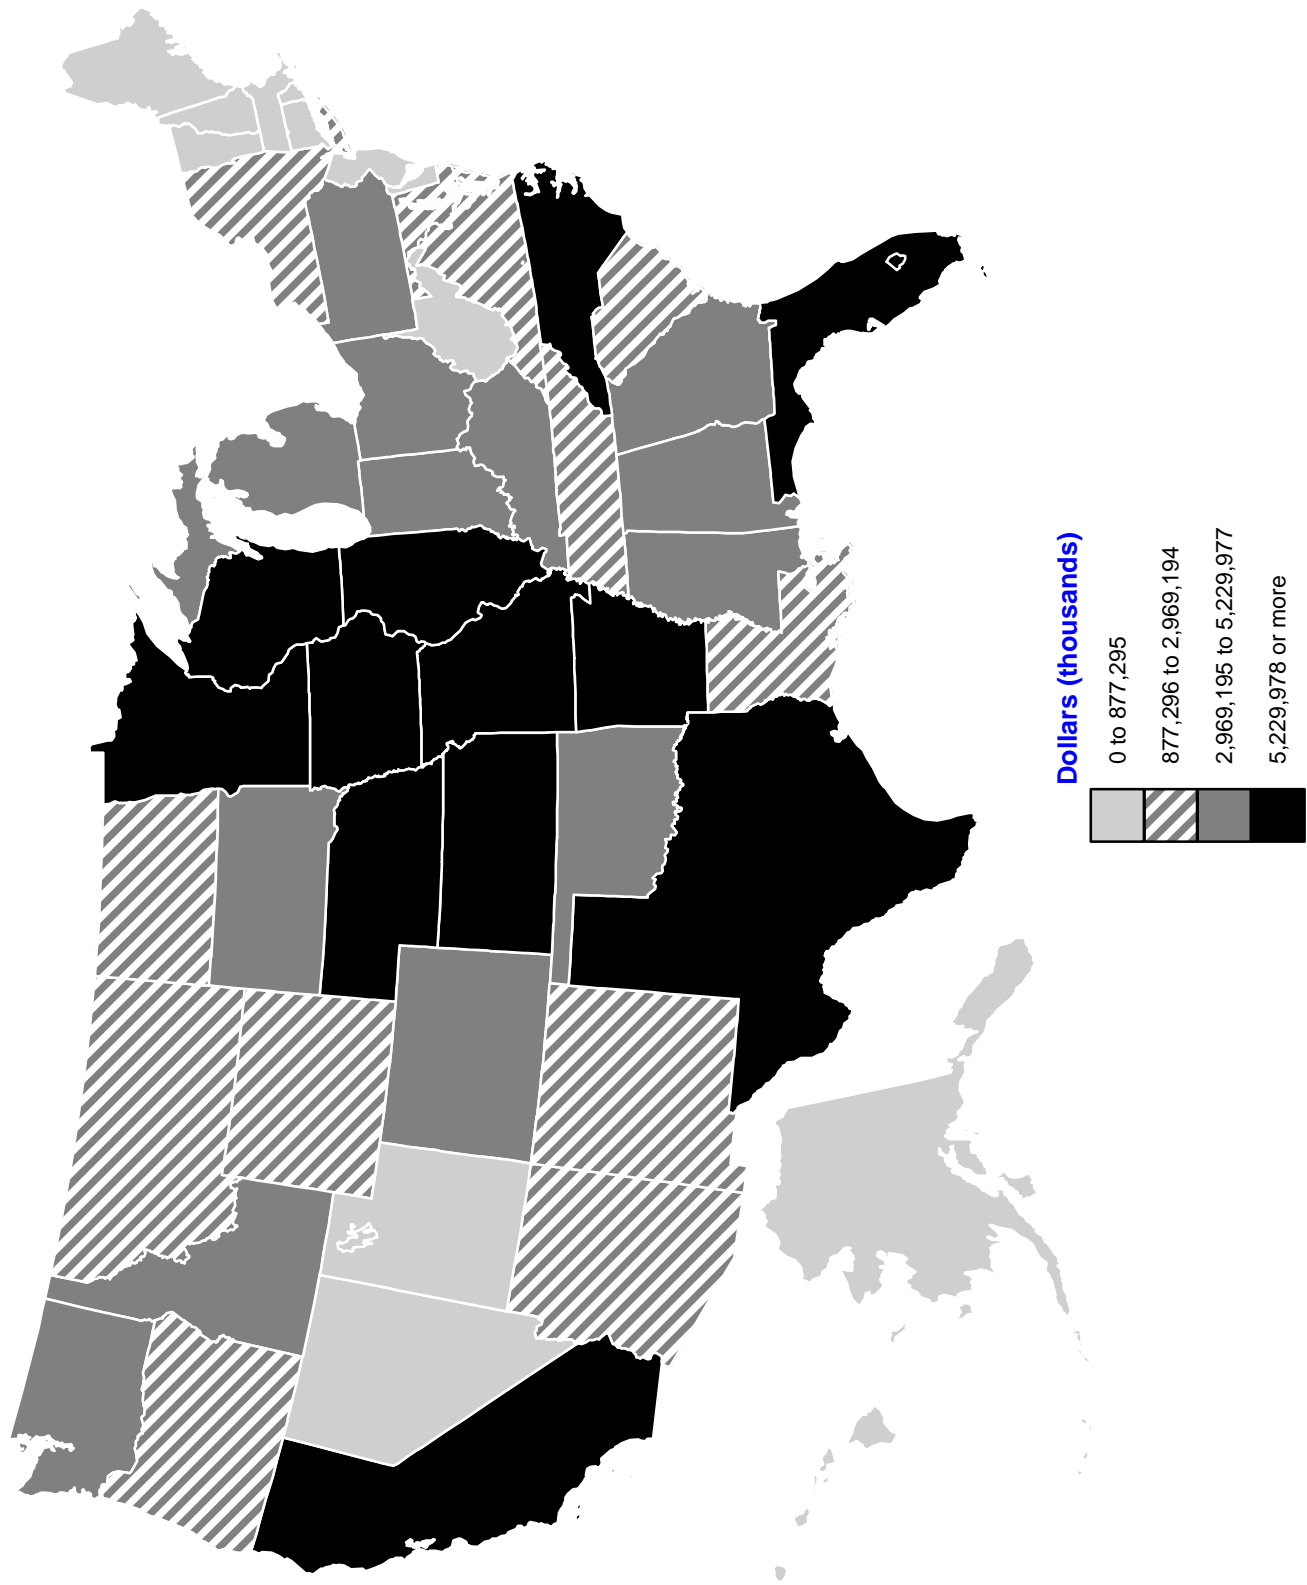 Dollars (thousands)
0 to 877,295
877,296 to 2,969,194
2,969,195 to 5,229,977
5,229,978 or more